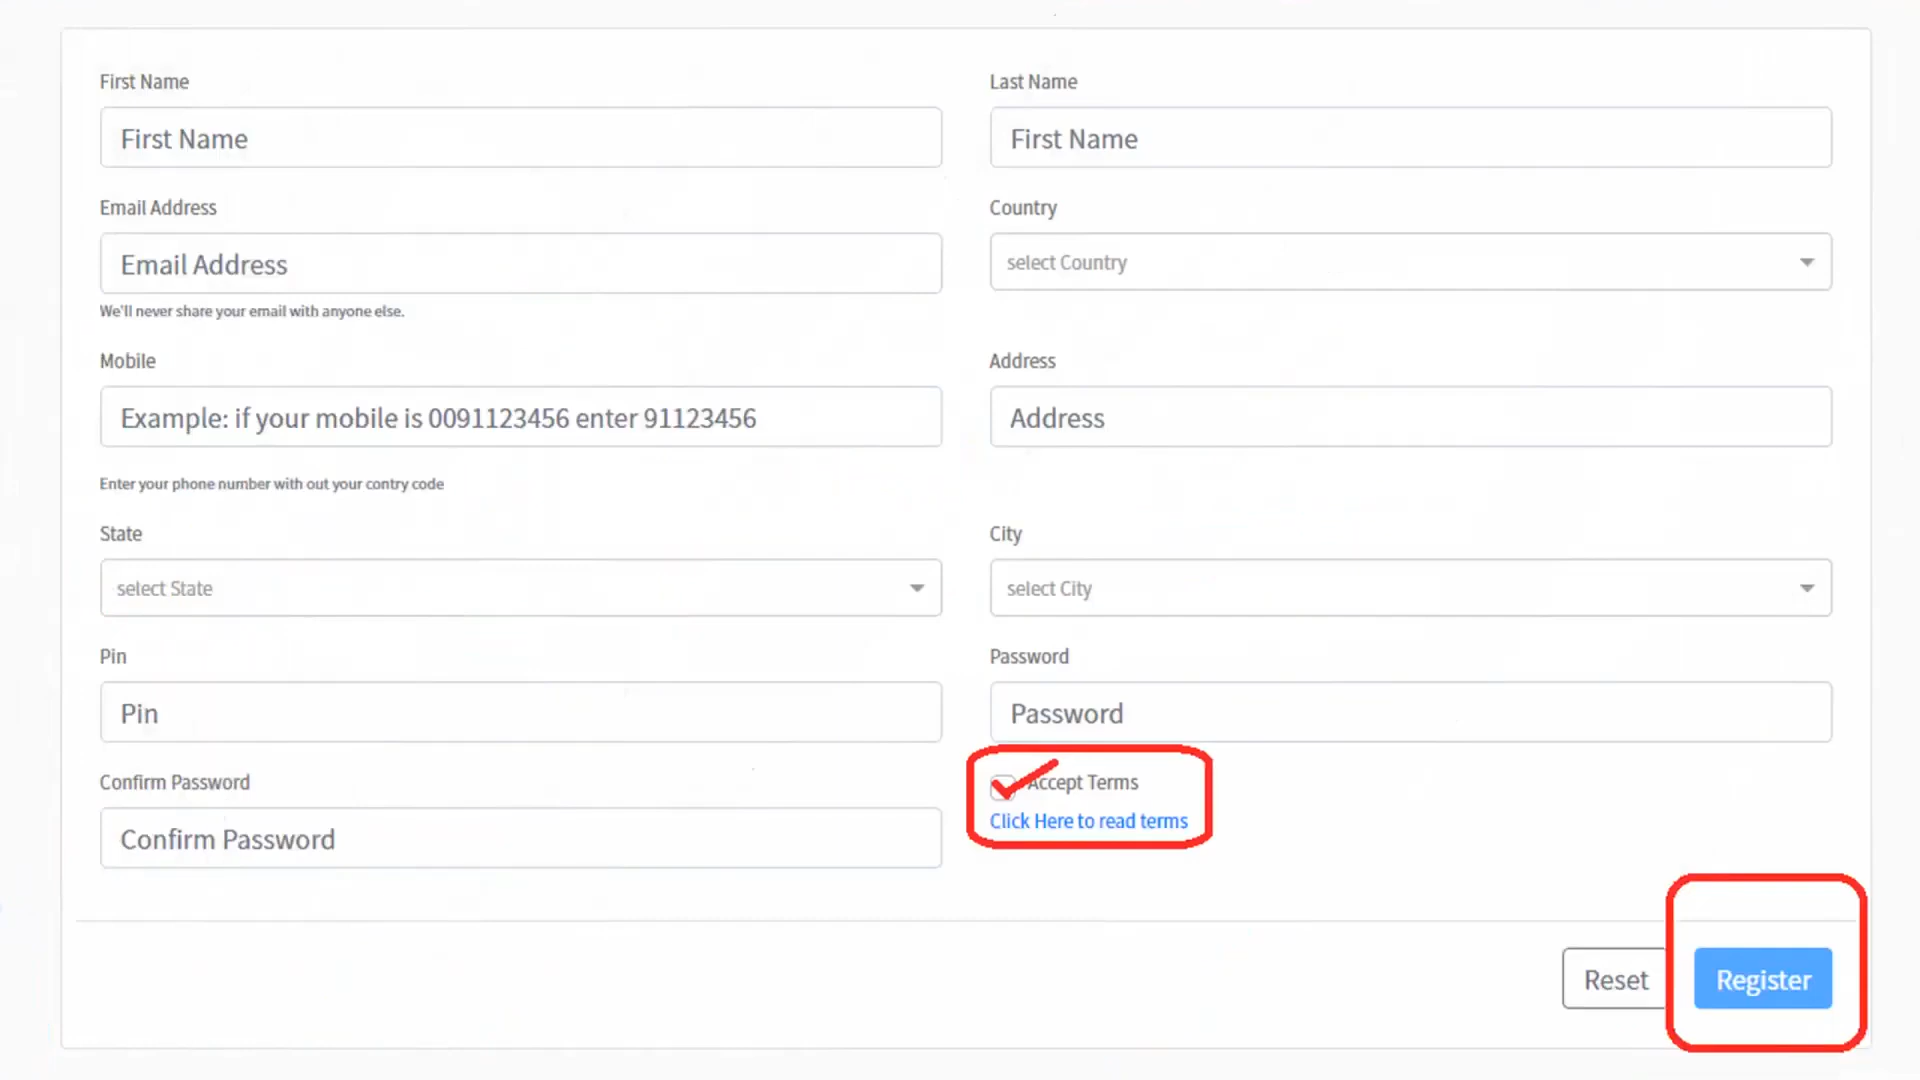 First Name
Last Name
First Name
First Name
Email Address
Country
Email Address
select Country
We'll never share your email with anyone else.
Mobile
Address
Example: if your mobile is 0091123456 enter 91123456
Address
Enter your phone number with out your contry code
State
City
select State
select City
Pin
Password
Pin
Password
Confirm Password
Accept Terms
Click Here to read terms
Confirm Password
Reset
Register